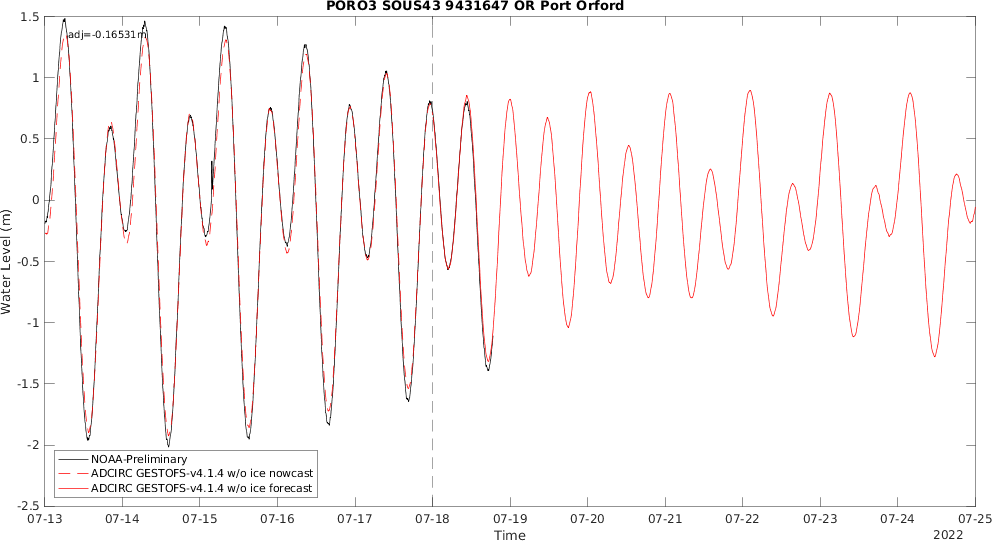 PORO3 SOUS43 9431647 OR Port Orford
adj=-0.16531m
Water Level (m)
1.5
1
0.5
0
-0.5
-1
-1.5
-2
-2.5
NOAA-Preliminary
ADCIRC GESTOFS-v4.1.4 w/o ice nowcast
ADCIRC GESTOFS-v4.1.4 w/o ice forecast
07-13 07-14 07-15 07-16 07-17 07-18 07-19 07-20 07-21 07-22 07-23 07-24 07-25
Time
2022